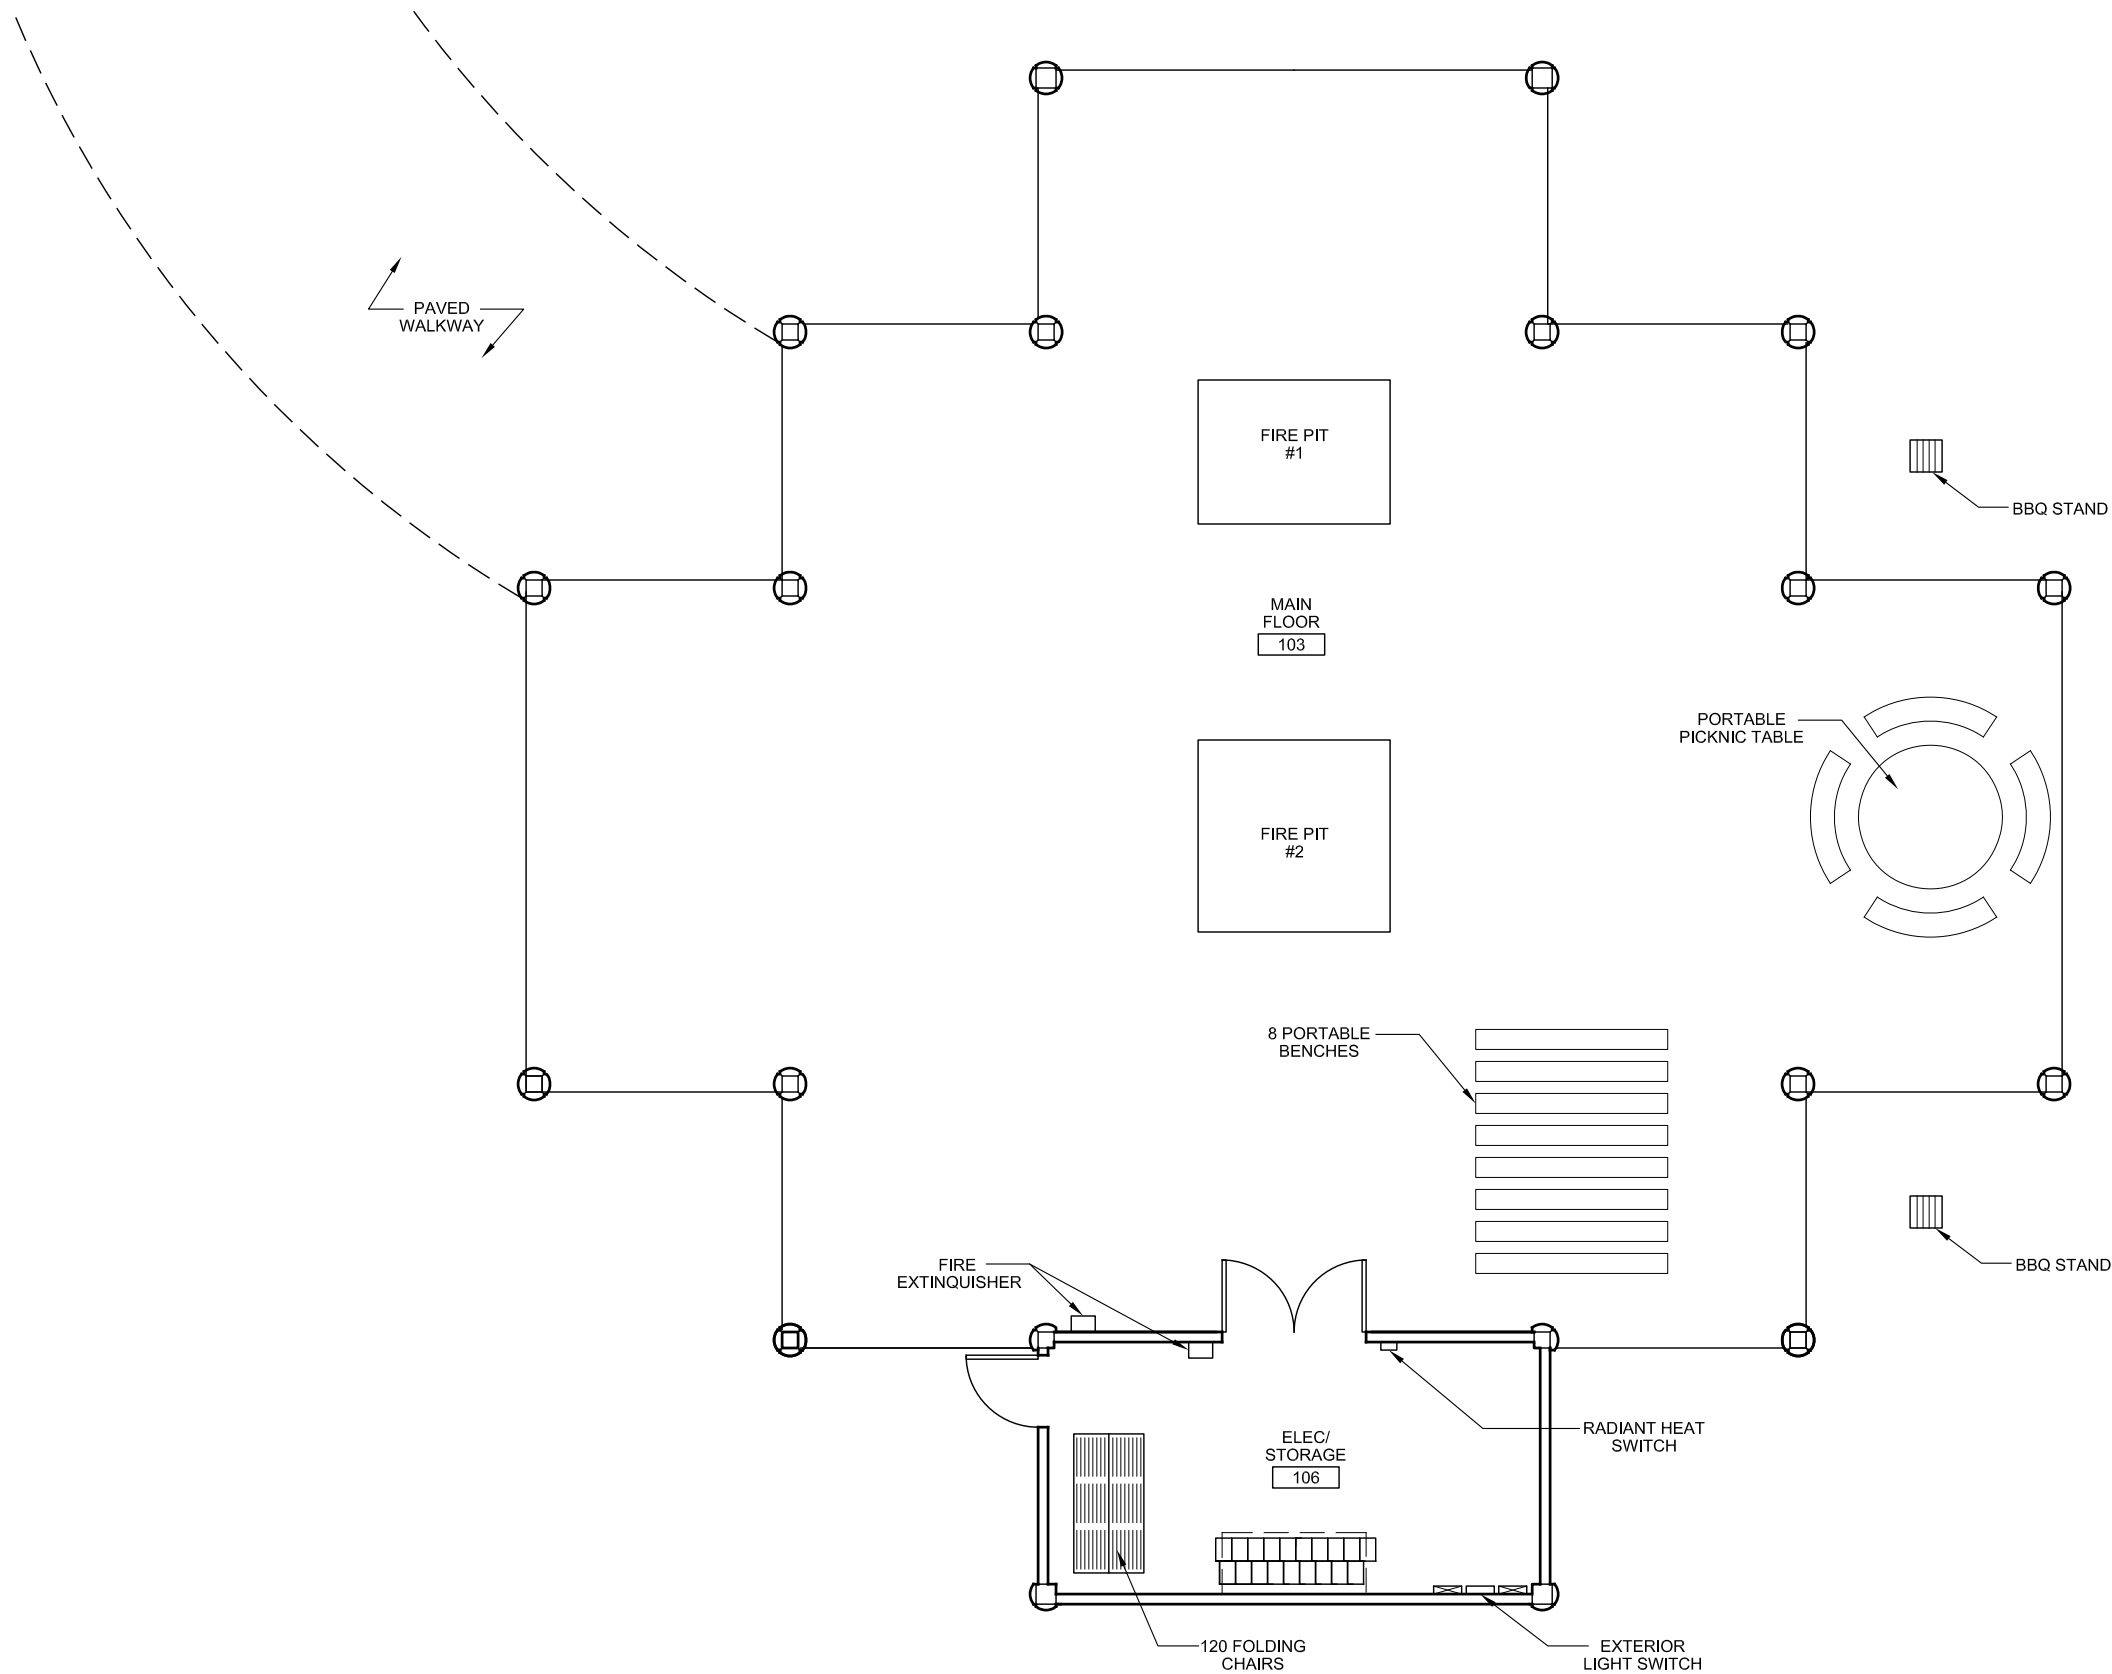 PAVED
WALKWAY
FIRE PIT
#1
BBQ STAND
MAIN
FLOOR
103
PORTABLE
PICKNIC TABLE
FIRE PIT
#2
8 PORTABLE
BENCHES
FIRE
EXTINQUISHER
BBQ STAND
RADIANT HEAT
SWITCH
ELEC/
STORAGE
106
120 FOLDING
CHAIRS
EXTERIOR
LIGHT SWITCH